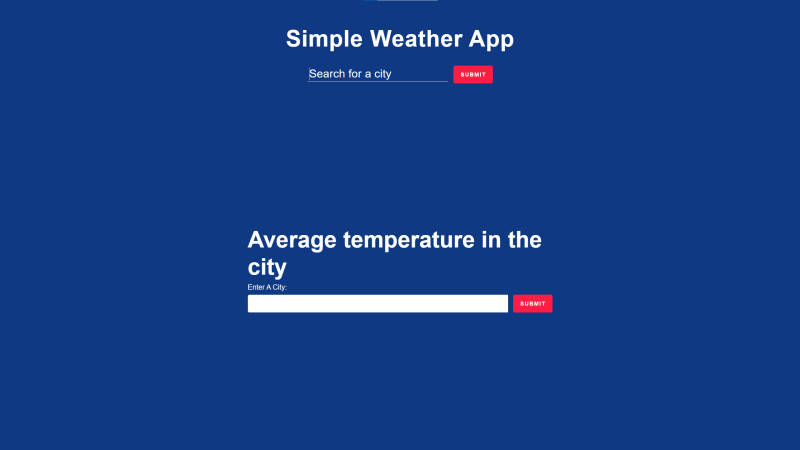 Simple Weather App
Search for a city
SUBMIT
Average temperature in the
city
Enter A City:
SUBMIT